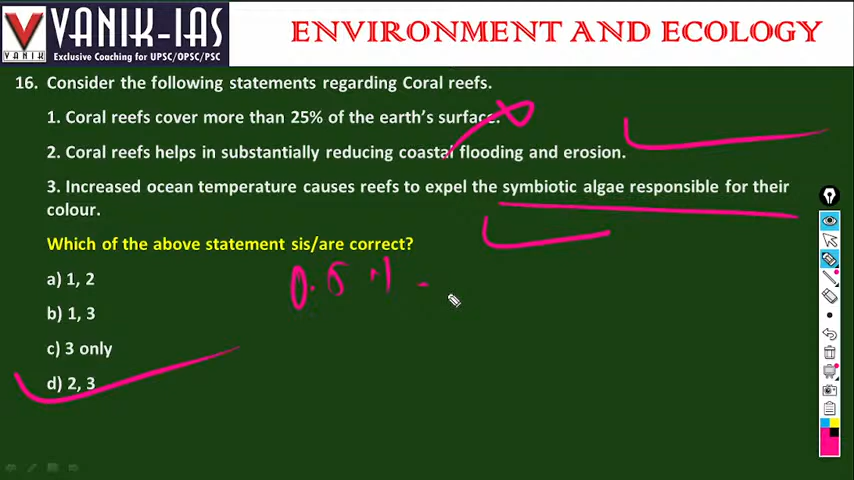 VANIK-IAS
VANIK
Exclusive Coaching for UPSC/OPSC/PSC
ENVIRONMENT AND ECOLOGY
16. Consider the following statements regarding Coral reefs.
1. Coral reefs cover more than 25% of the earth's surface.
2. Coral reefs helps in substantially reducing coastal flooding and erosion.
3. Increased ocean temperature causes reefs to expel the symbiotic algae responsible for their
colour.
Which of the above statement sis/are correct?
a) 1, 2
b) 1, 3
c) 3 only
d) 2, 3